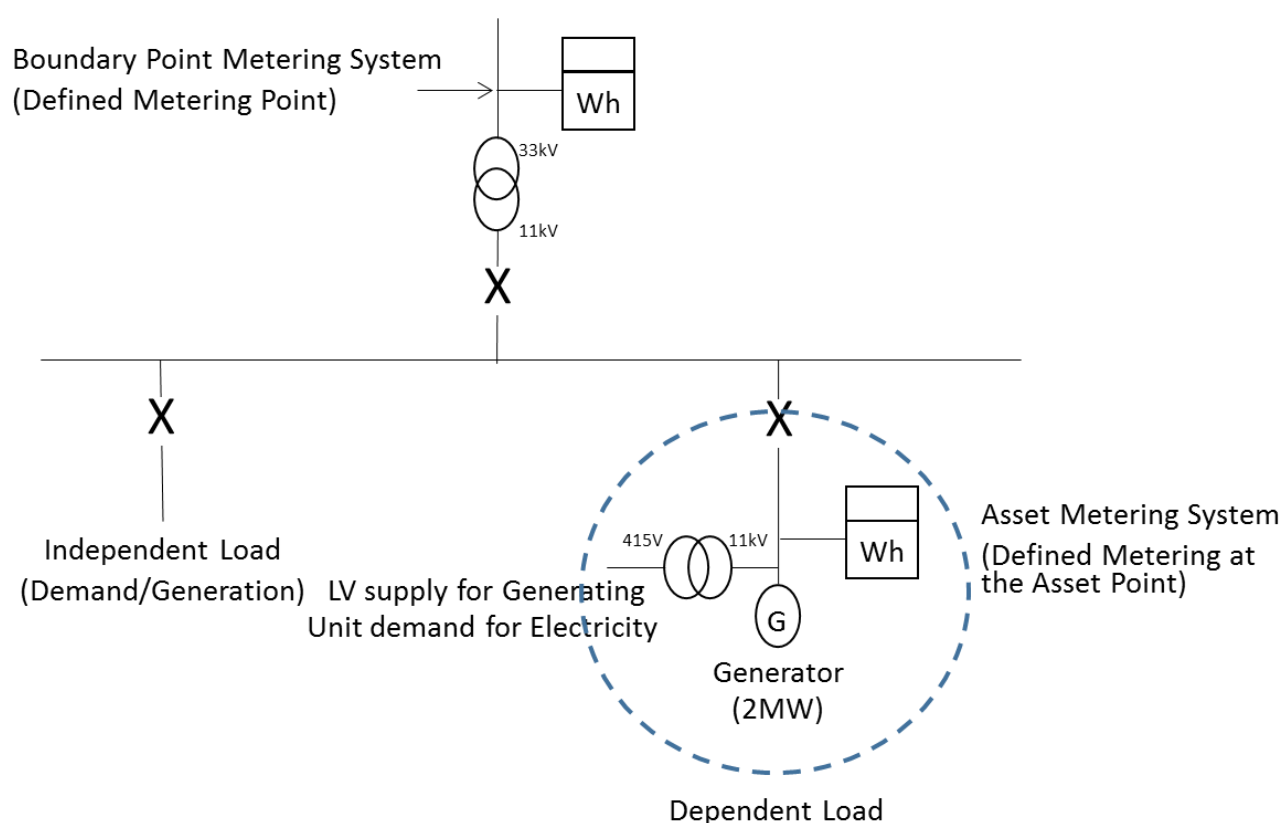 Boundary Point Metering System
(Defined Metering Point)
Wh
33kV
11kV
X
X
X
Independent Load
(Demand/Generation)
415V
11kV
LV supply for Generating
Unit demand for Electricity
Wh
G
Generator
(2MW)
Asset Metering System
(Defined Metering at
the Asset Point)
Dependent Load